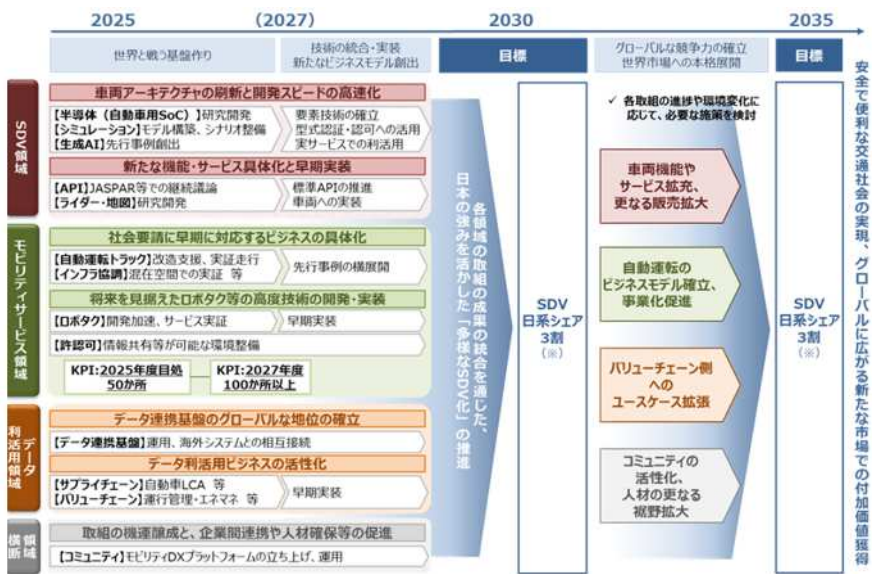 2025
(2027)
2030
2035
世界と戦う基盤作り
技術の統合・実装
新たなビジネスモデル創出
目標
グローバルな競争力の確立
世界市場への本格展開
目標
SDV領域
車両アーキテクチャの刷新と開発スピードの高速化
【半導体（自動車用SoC）】研究開発
【シミュレーション】モデル構築、シナリオ整備
【生成AI】先行事例創出
要素技術の確立
型式認証・認可への活用
実サービスでの利活用
新たな機能・サービス具体化と早期実装
【API】JASPAR等での継続議論
【ライダー・地図】研究開発
標準APIの推進
車両への実装
モビリティサービス領域
社会要請に早期に対応するビジネスの具体化
【自動運転トラック】改造支援、実証走行
【インフラ協調】混在空間での実証 等
先行事例の横展開
将来を見据えたロボタク等の高度技術の開発・実装
【ロボタク】開発加速、サービス実証
早期実装
【許認可】情報共有等が可能な環境整備
KPI:2025年度目処
50か所
KPI:2027年度
100か所以上
データ
利活用領域
データ連携基盤のグローバルな地位の確立
【データ連携基盤】運用、海外システムとの相互接続
データ利活用ビジネスの活性化
【サプライチェーン】自動車LCA 等
【バリューチェーン】運行管理・エネマネ 等
早期実装
領域
横断
取組の機運醸成と、企業間連携や人材確保等の促進
【コミュニティ】モビリティDXプラットフォームの立ち上げ、運用
各領域の取組の成果の統合を通じた、
日本の強みを活かした「多様なSDV化」の推進
SDV
日系シェア
3割
（※）
✓ 各取組の進捗や環境変化に
応じて、必要な施策を検討
車両機能や
サービス拡充、
更なる販売拡大
自動運転の
ビジネスモデル確立、
事業化促進
バリューチェーン側
への
ユースケース拡張
コミュニティの
活性化、
人材の更なる
裾野拡大
SDV
日系シェア
3割
（※）
安全で便利な交通社会の実現、グローバルに広がる新たな市場での付加価値獲得